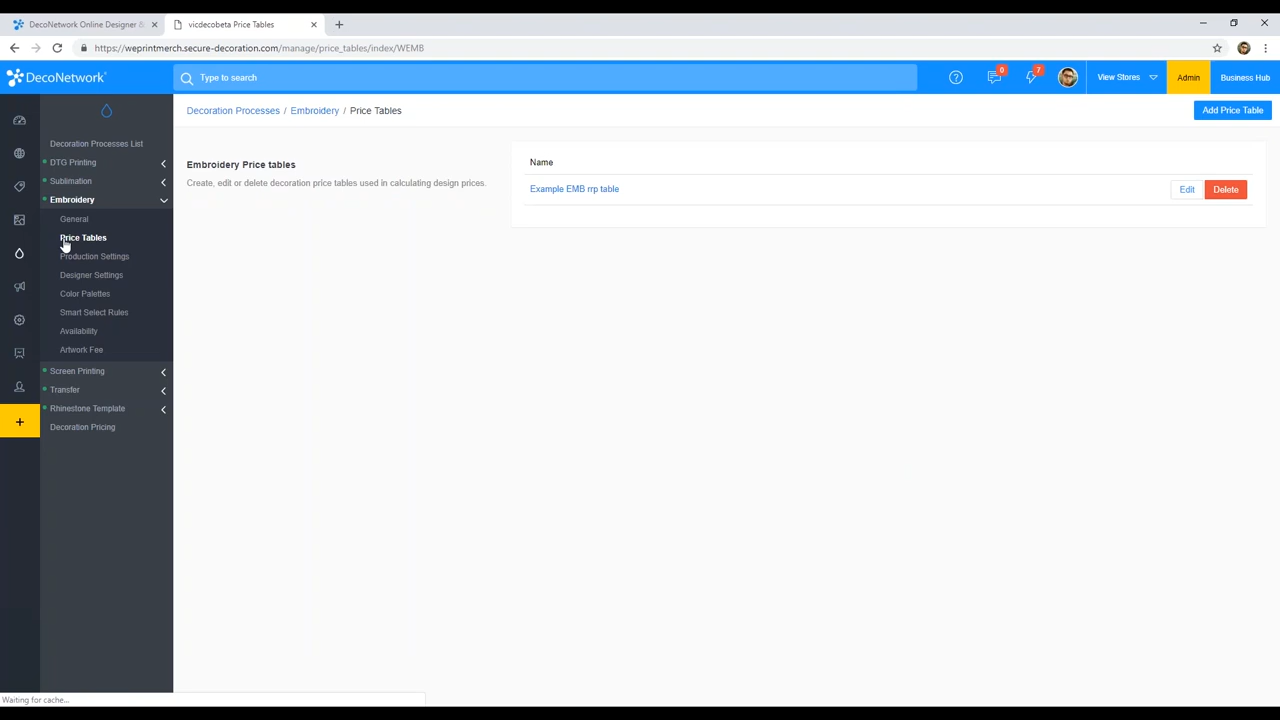 DecoNetwork Online Designer &
vicdecobeta Price Tables
https://weprintmerch.secure-decoration.com/manage/price_tables/index/WEMB
DecoNetwork
Type to search
0
7
View Stores
Admin
Business Hub
Decoration Processes / Embroidery / Price Tables
Add Price Table
Decoration Processes List
DTG Printing
Sublimation
Embroidery
General
Price Tables
Production Settings
Designer Settings
Color Palettes
Smart Select Rules
Availability
Artwork Fee
Screen Printing
Transfer
Rhinestone Template
Decoration Pricing
Embroidery Price tables
Create, edit or delete decoration price tables used in calculating design prices.
Name
Example EMB rrp table
Edit
Delete
Waiting for cache...